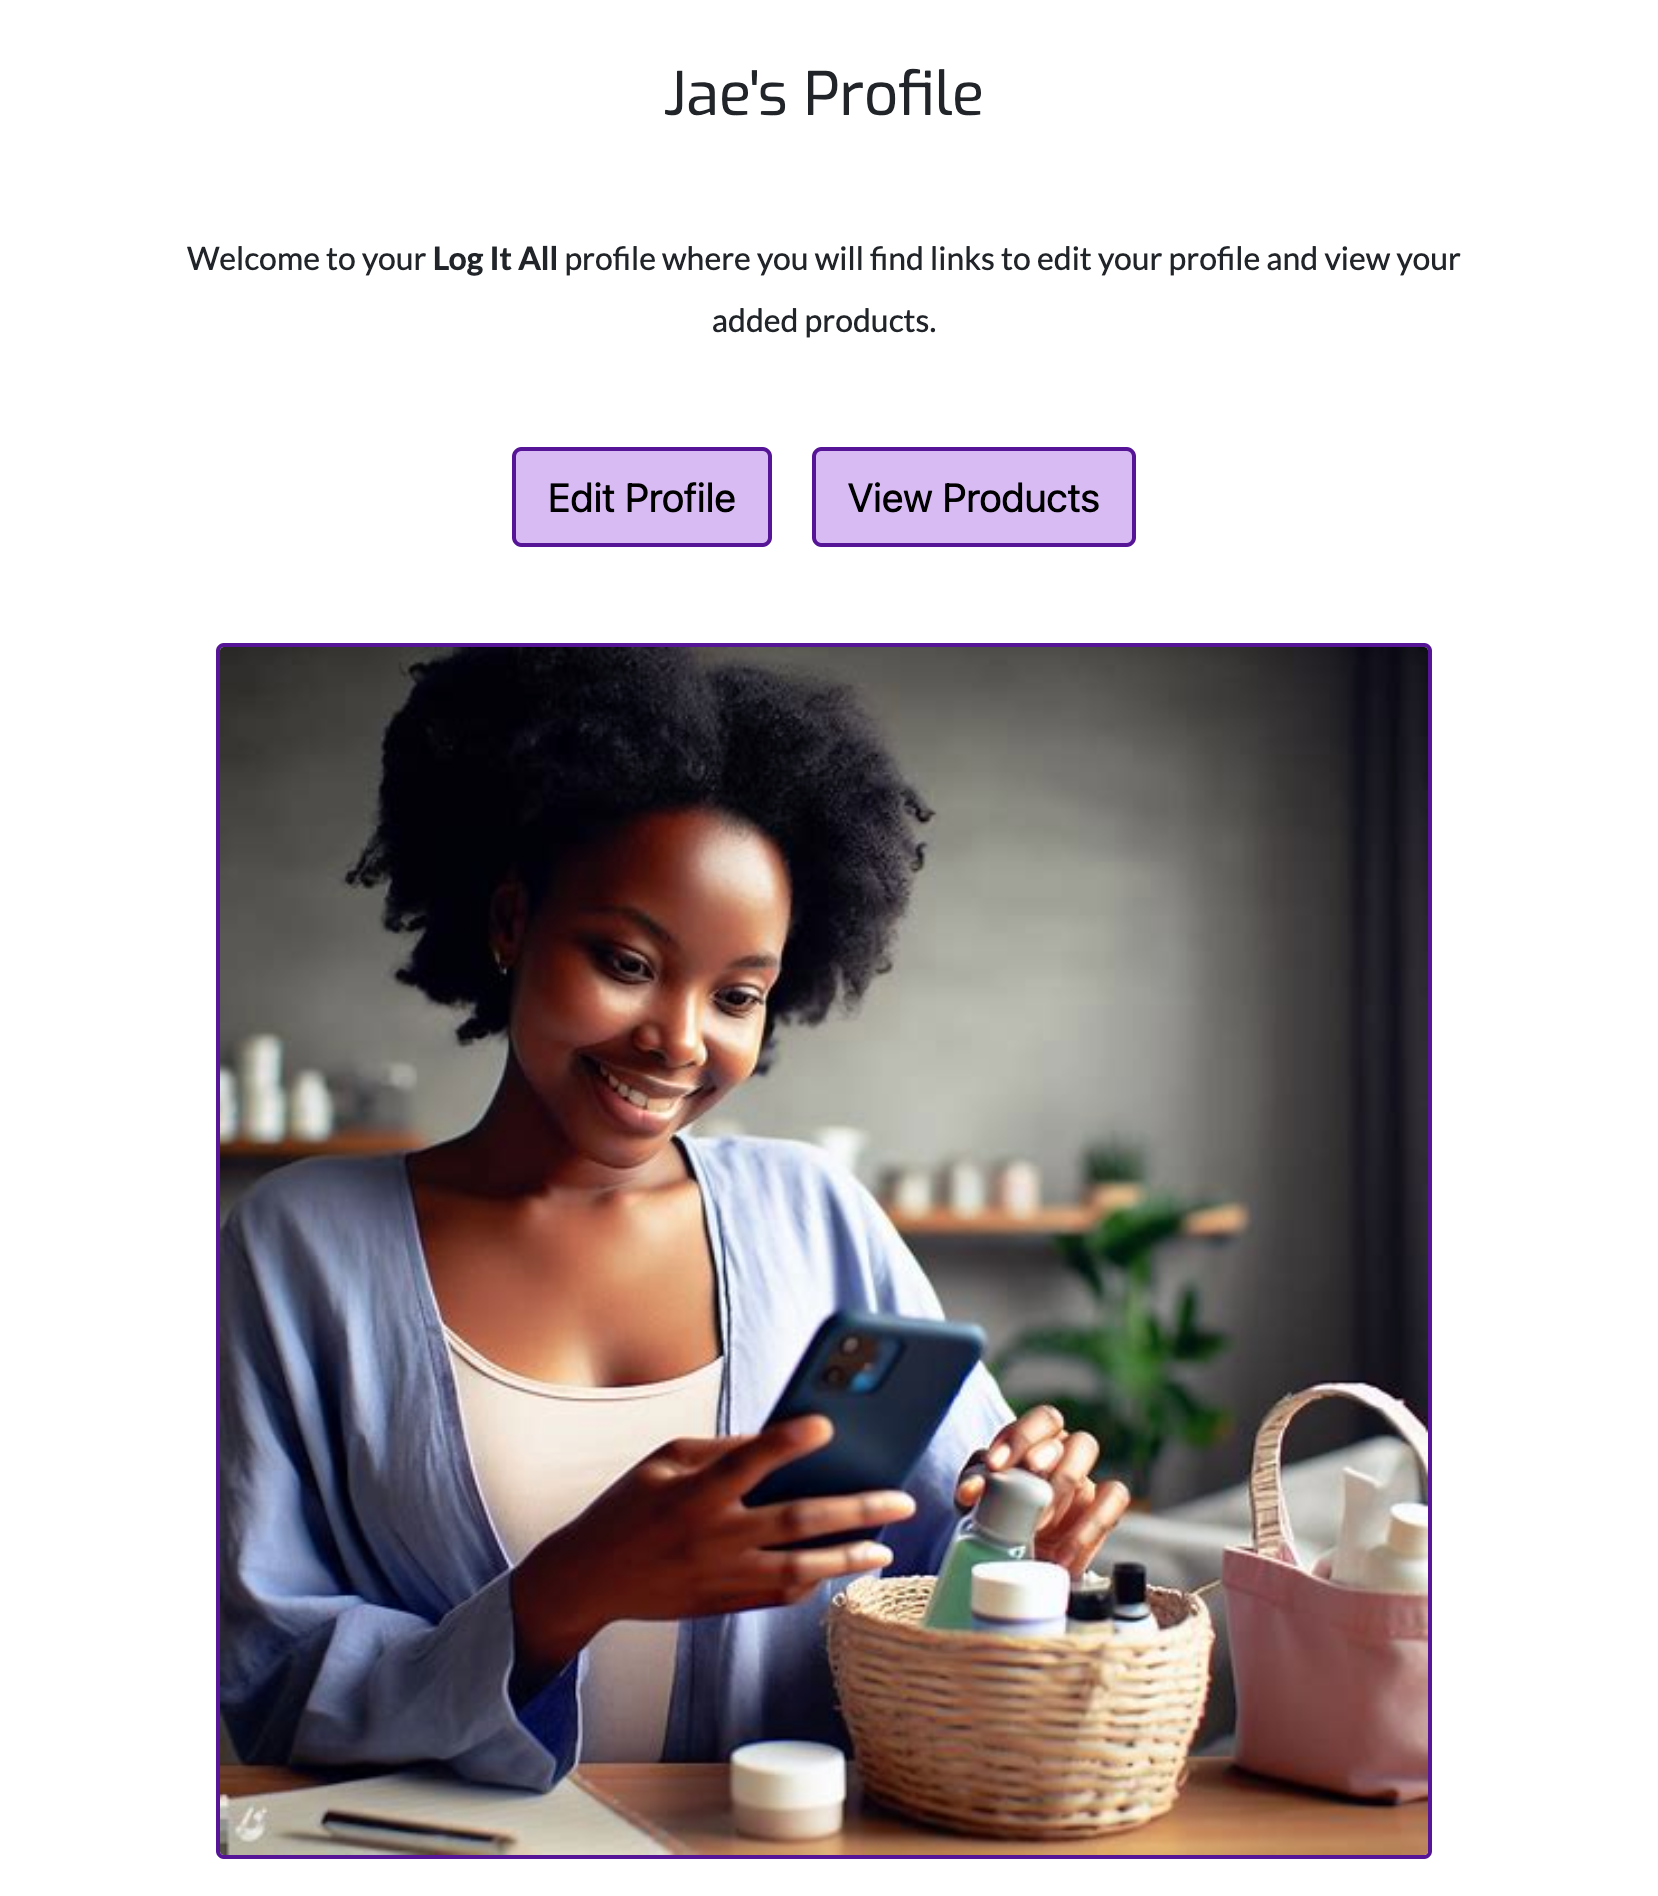 Jae's Profile
Welcome to your Log It All profile where you will find links to edit your profile and view your
added products.
Edit Profile
View Products